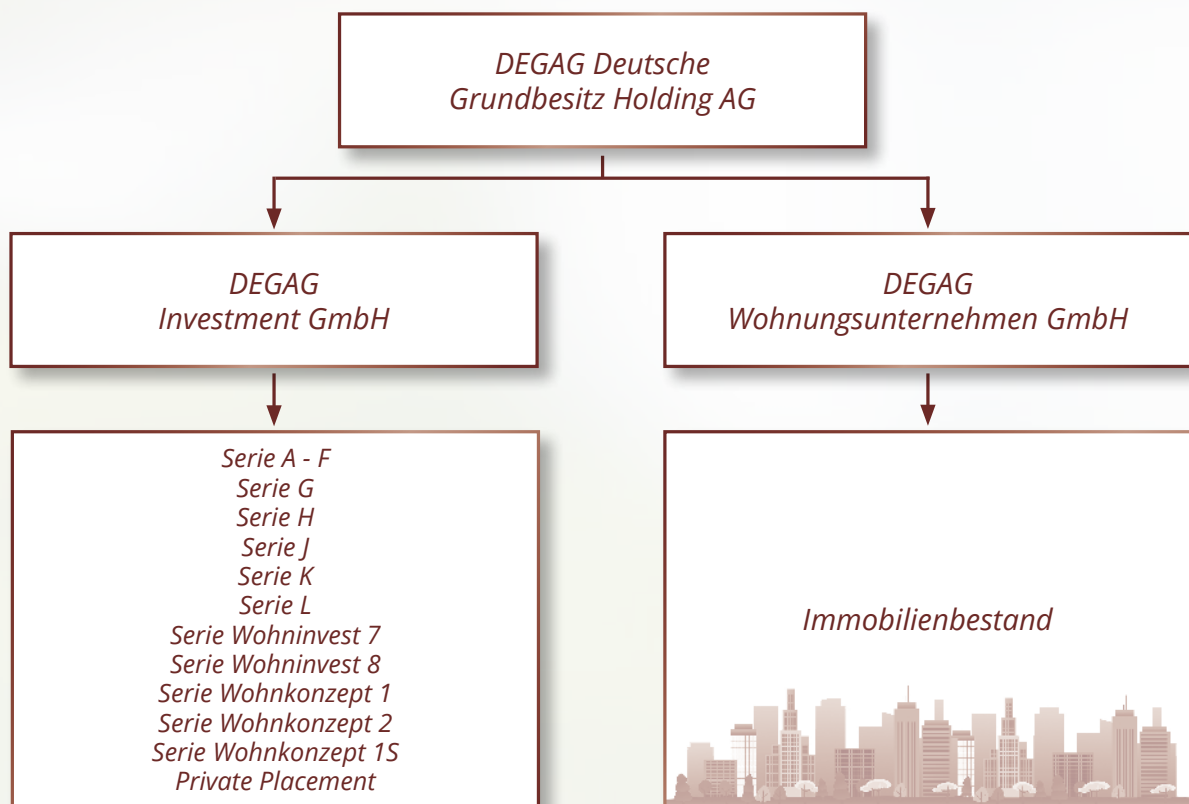 DEGAG Deutsche
Grundbesitz Holding AG
DEGAG
Investment GmbH
DEGAG
Wohnungsunternehmen GmbH
Serie A - F
Serie G
Serie H
Serie J
Serie K
Serie L
Serie Wohninvest 7
Serie Wohninvest 8
Serie Wohnkonzept 1
Serie Wohnkonzept 2
Serie Wohnkonzept 1S
Private Placement
Immobilienbestand